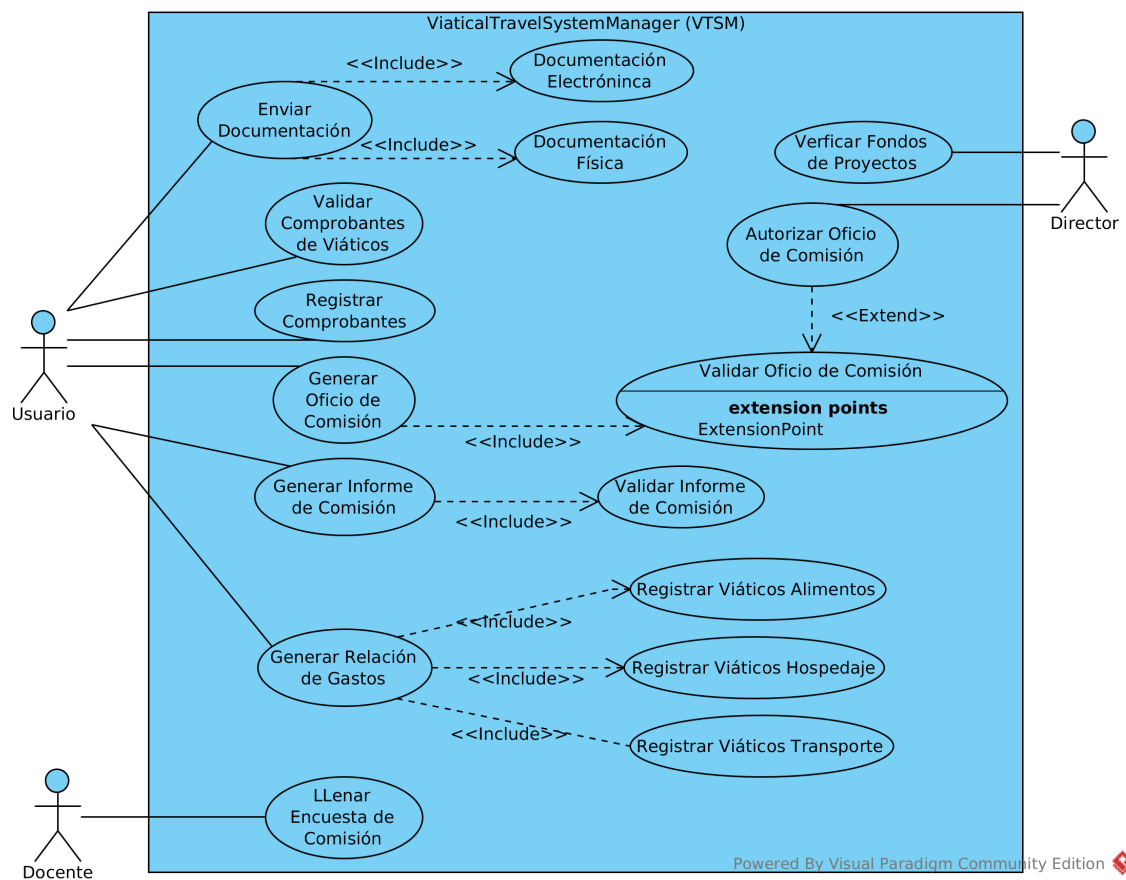 ViaticalTravelSystemManager (VTSM)
<<Include>>
Documentación
Electróninca
Enviar
Documentación
<<Include>>
Documentación
Física
Verficar Fondos
de Proyectos
Director
Validar
Comprobantes
de Viáticos
Autorizar Oficio
de Comisión
Registrar
Comprobantes
<<Extend>>
Usuario
Generar
Oficio de
Comisión
<<Include>>
Validar Oficio de Comisión
extension points
ExtensionPoint
Generar Informe
de Comisión
<<Include>>
Validar Informe
de Comisión
Registrar Viáticos Alimentos
<<Include>>
Generar Relación
de Gastos
<<Include>>
Registrar Viáticos Hospedaje
<<Include>>
Registrar Viáticos Transporte
LLenar
Encuesta de
Comisión
Docente
Powered By Visual Paradigm Community Edition